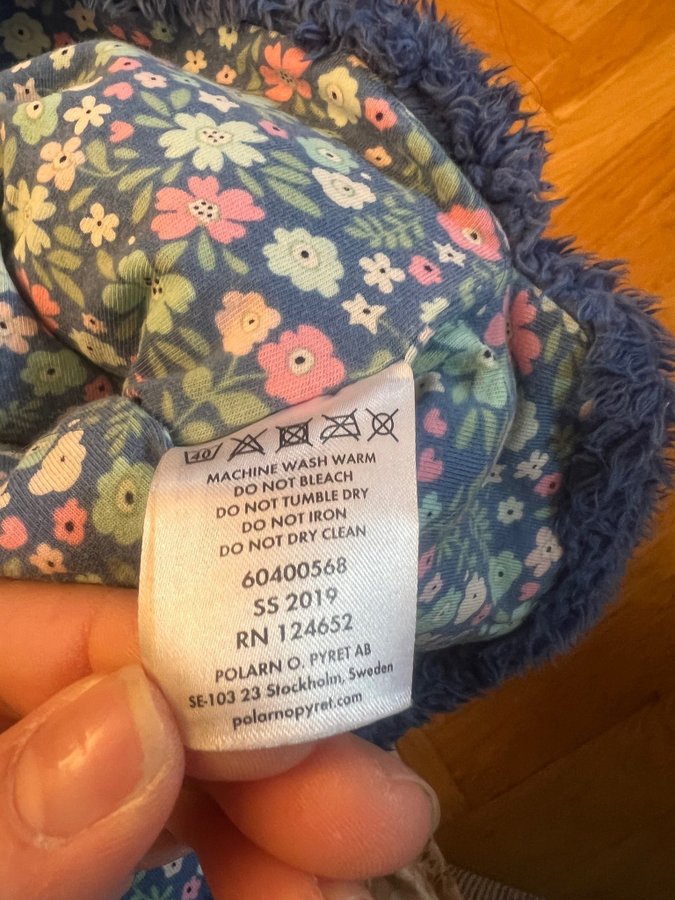 40
MACHINE WASH WARM
DO NOT BLEACH
DO NOT TUMBLE DRY
DO NOT IRON
DO NOT DRY CLEAN
60400568
SS 2019
RN 124652
POLARN O. PYRET AB
SE-103 23 Stockholm, Sweden
polarnopyret.com